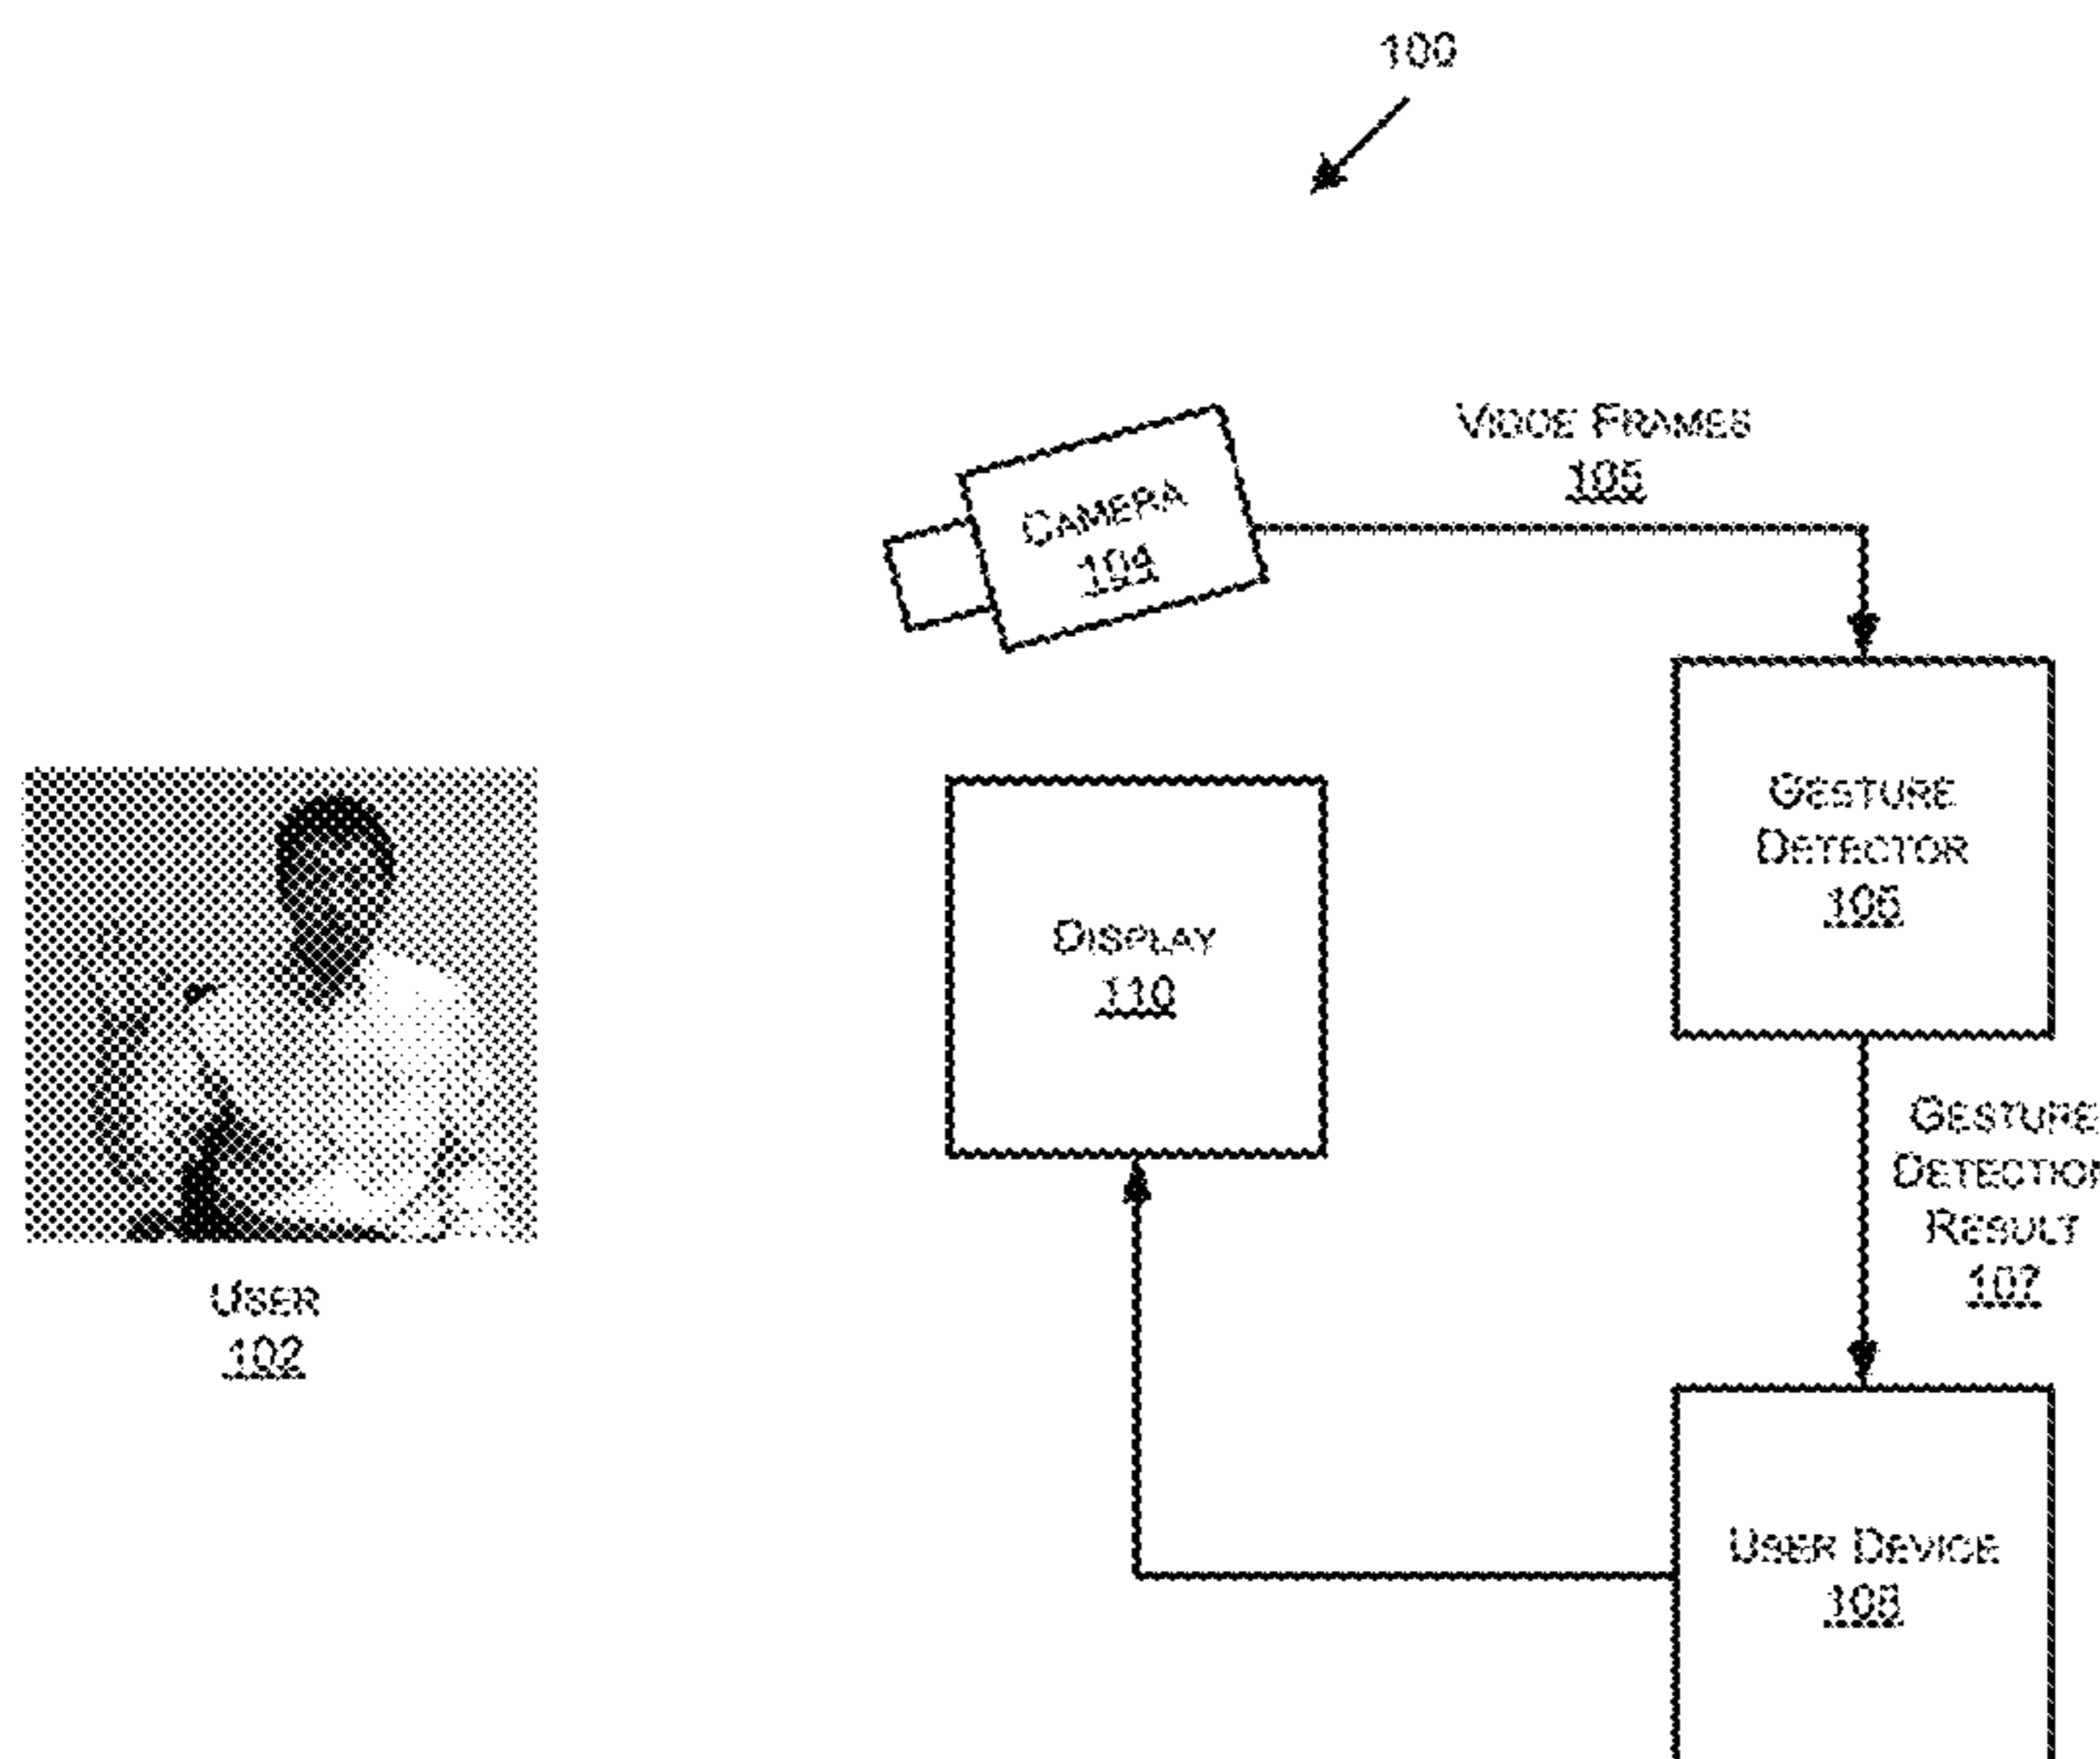 100
VIDOE FRAMES
105
CAMERA
104
GESTURE
DETECTOR
106
DISPLAY
110
GESTURE
DETECTION
RESULT
107
USER
102
USER DEVICE
108